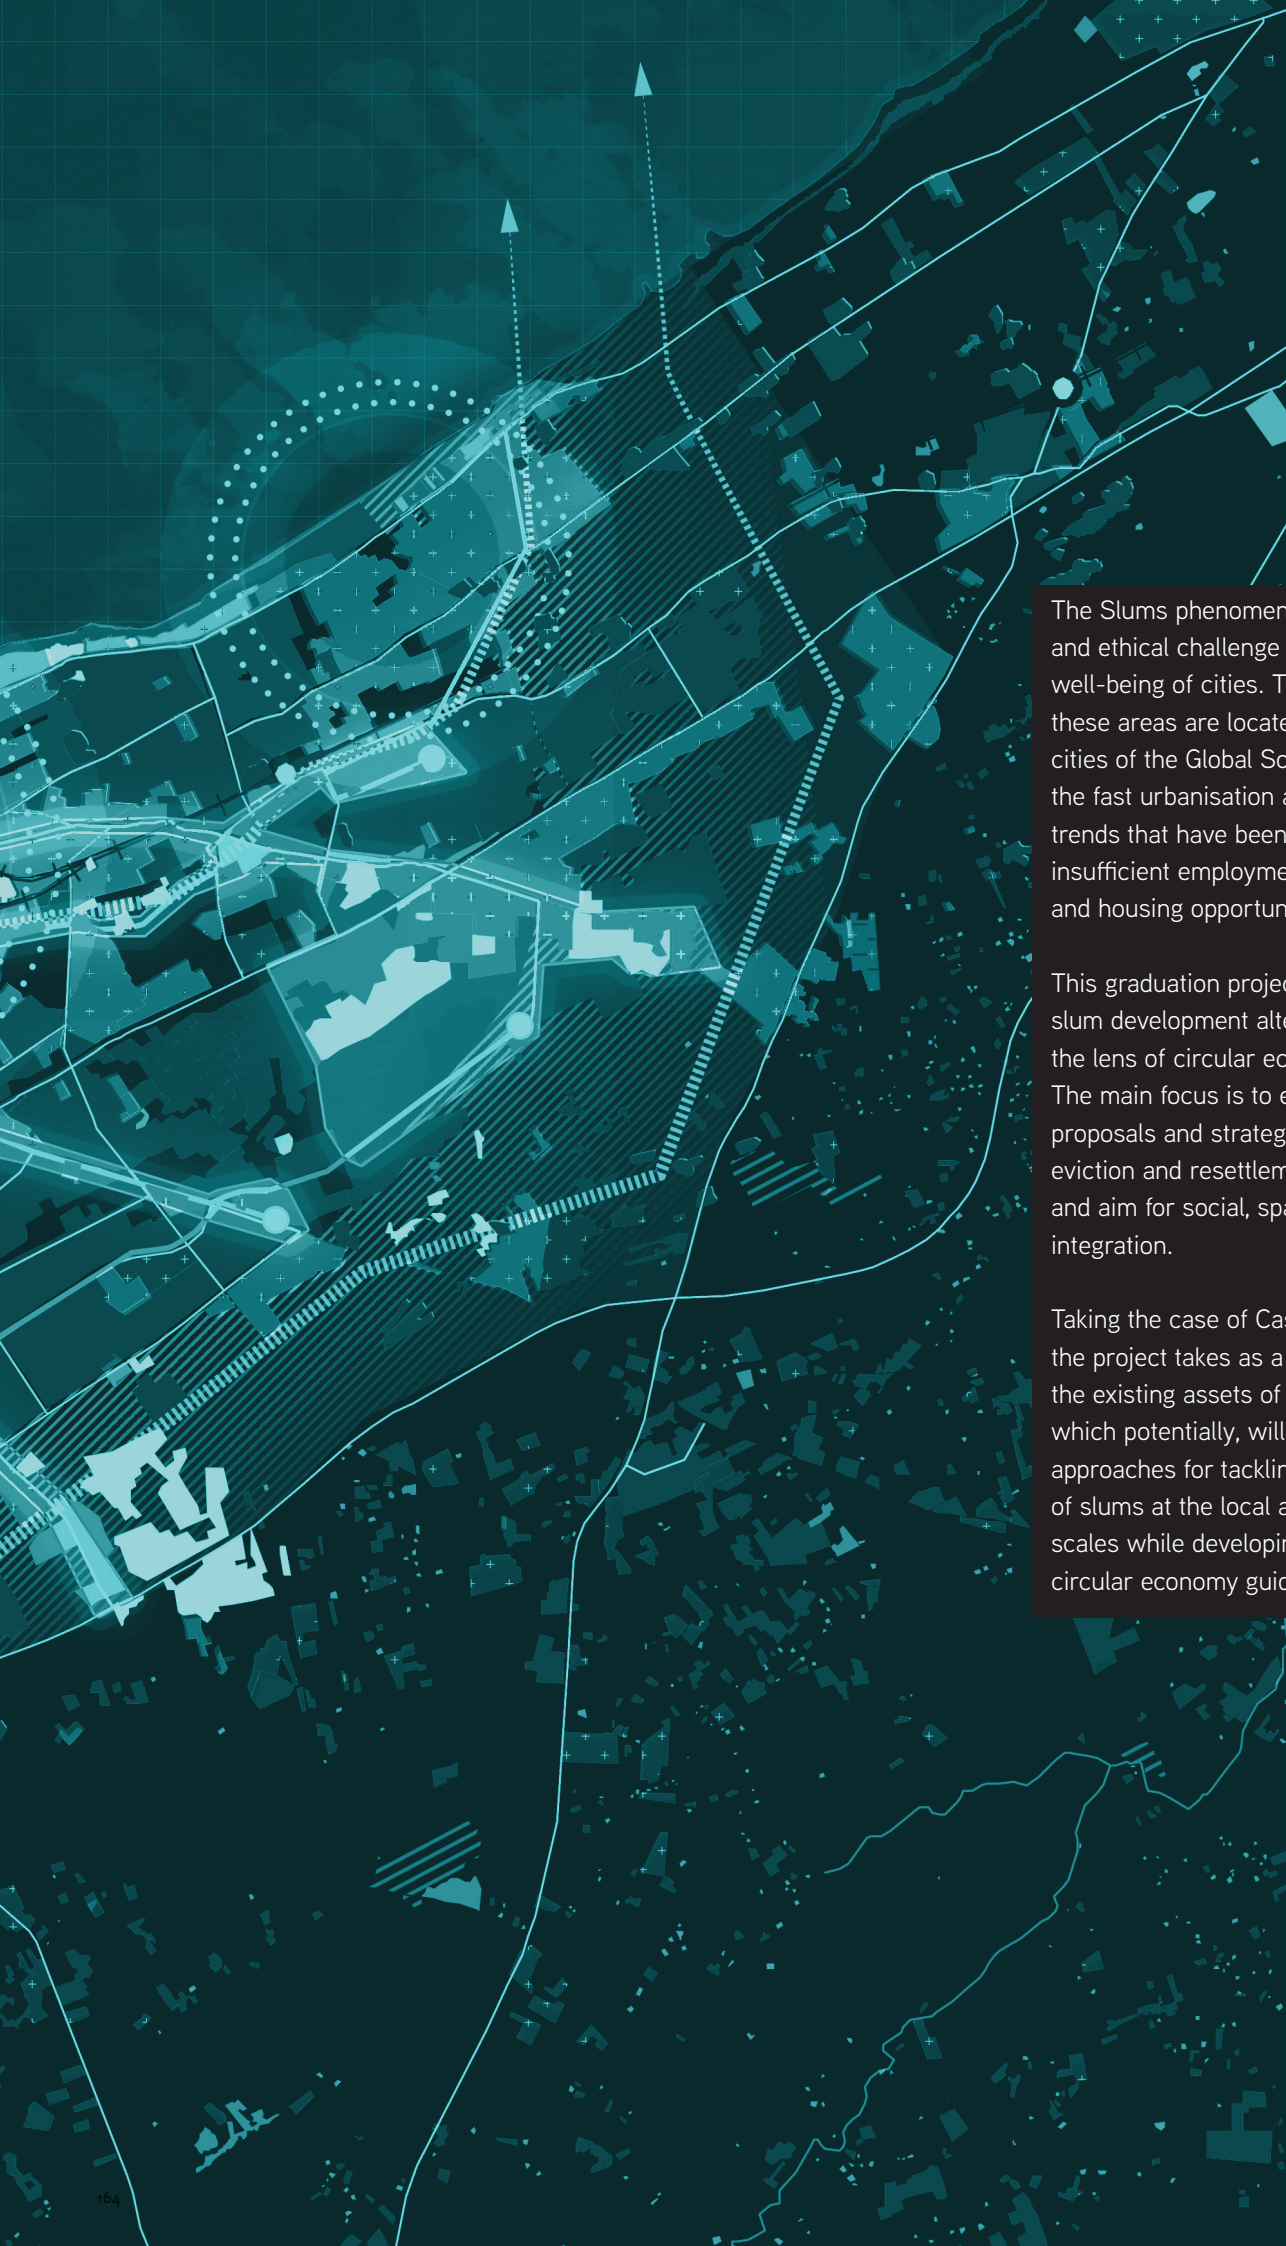 The Slums phenomen
and ethical challenge
well-being of cities. T
these areas are locate
cities of the Global So
the fast urbanisation a
trends that have been
insufficient employme
and housing opportun
This graduation projec
slum development alte
the lens of circular ec
The main focus is to e
proposals and strateg
eviction and resettlem
and aim for social, spa
integration.
Taking the case of Cas
the project takes as a
the existing assets of
which potentially, will
approaches for tacklin
of slums at the local a
scales while developin
circular economy guid
164